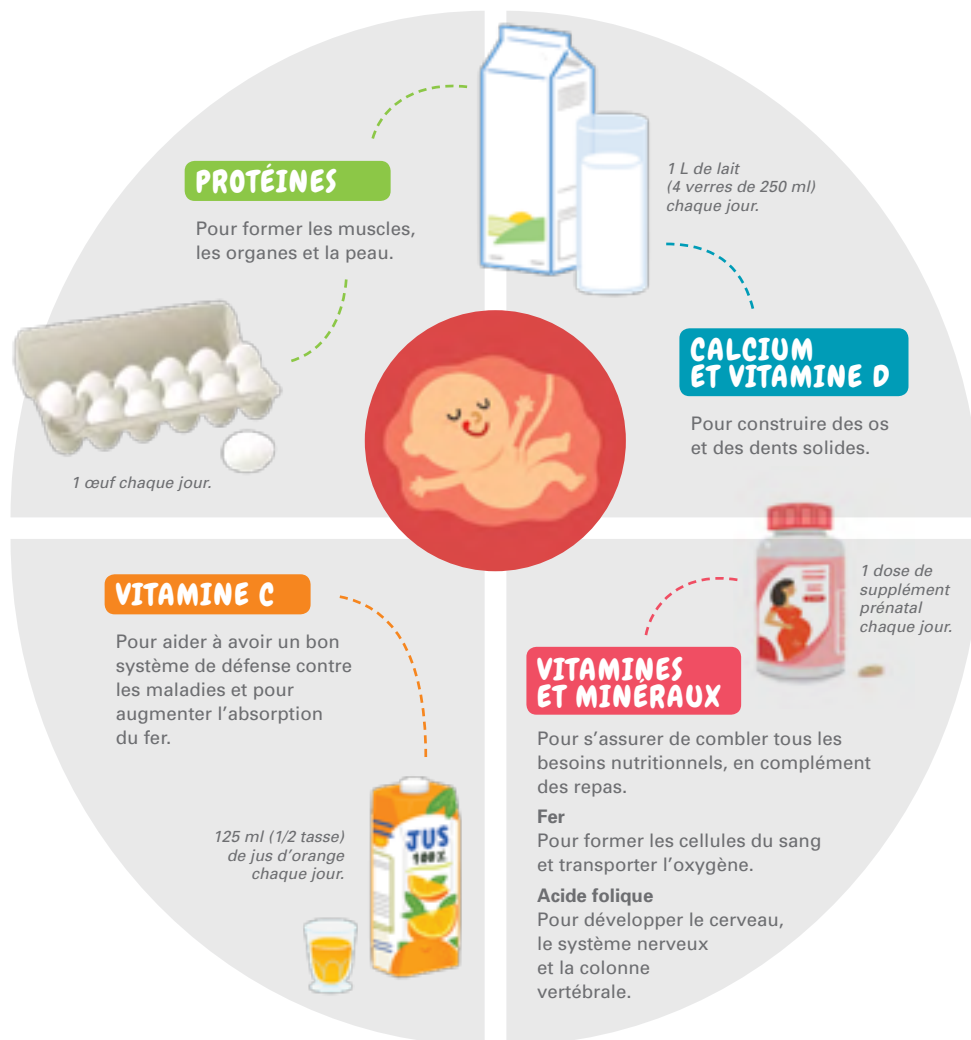 PROTÉINES
Pour former les muscles,
les organes et la peau.
1 œuf chaque jour.
1 L de lait
(4 verres de 250 ml)
chaque jour.
CALCIUM
ET VITAMINE D
Pour construire des os
et des dents solides.
VITAMINE C
Pour aider à avoir un bon
système de défense contre
les maladies et pour
augmenter l’absorption
du fer.
125 ml (1/2 tasse)
de jus d’orange
chaque jour.
JUS
100%
1 dose de
supplément
prénatal
chaque jour.
VITAMINES
ET MINÉRAUX
Pour s’assurer de combler tous les
besoins nutritionnels, en complément
des repas.
Fer
Pour former les cellules du sang
et transporter l’oxygène.
Acide folique
Pour développer le cerveau,
le système nerveux
et la colonne
vertébrale.